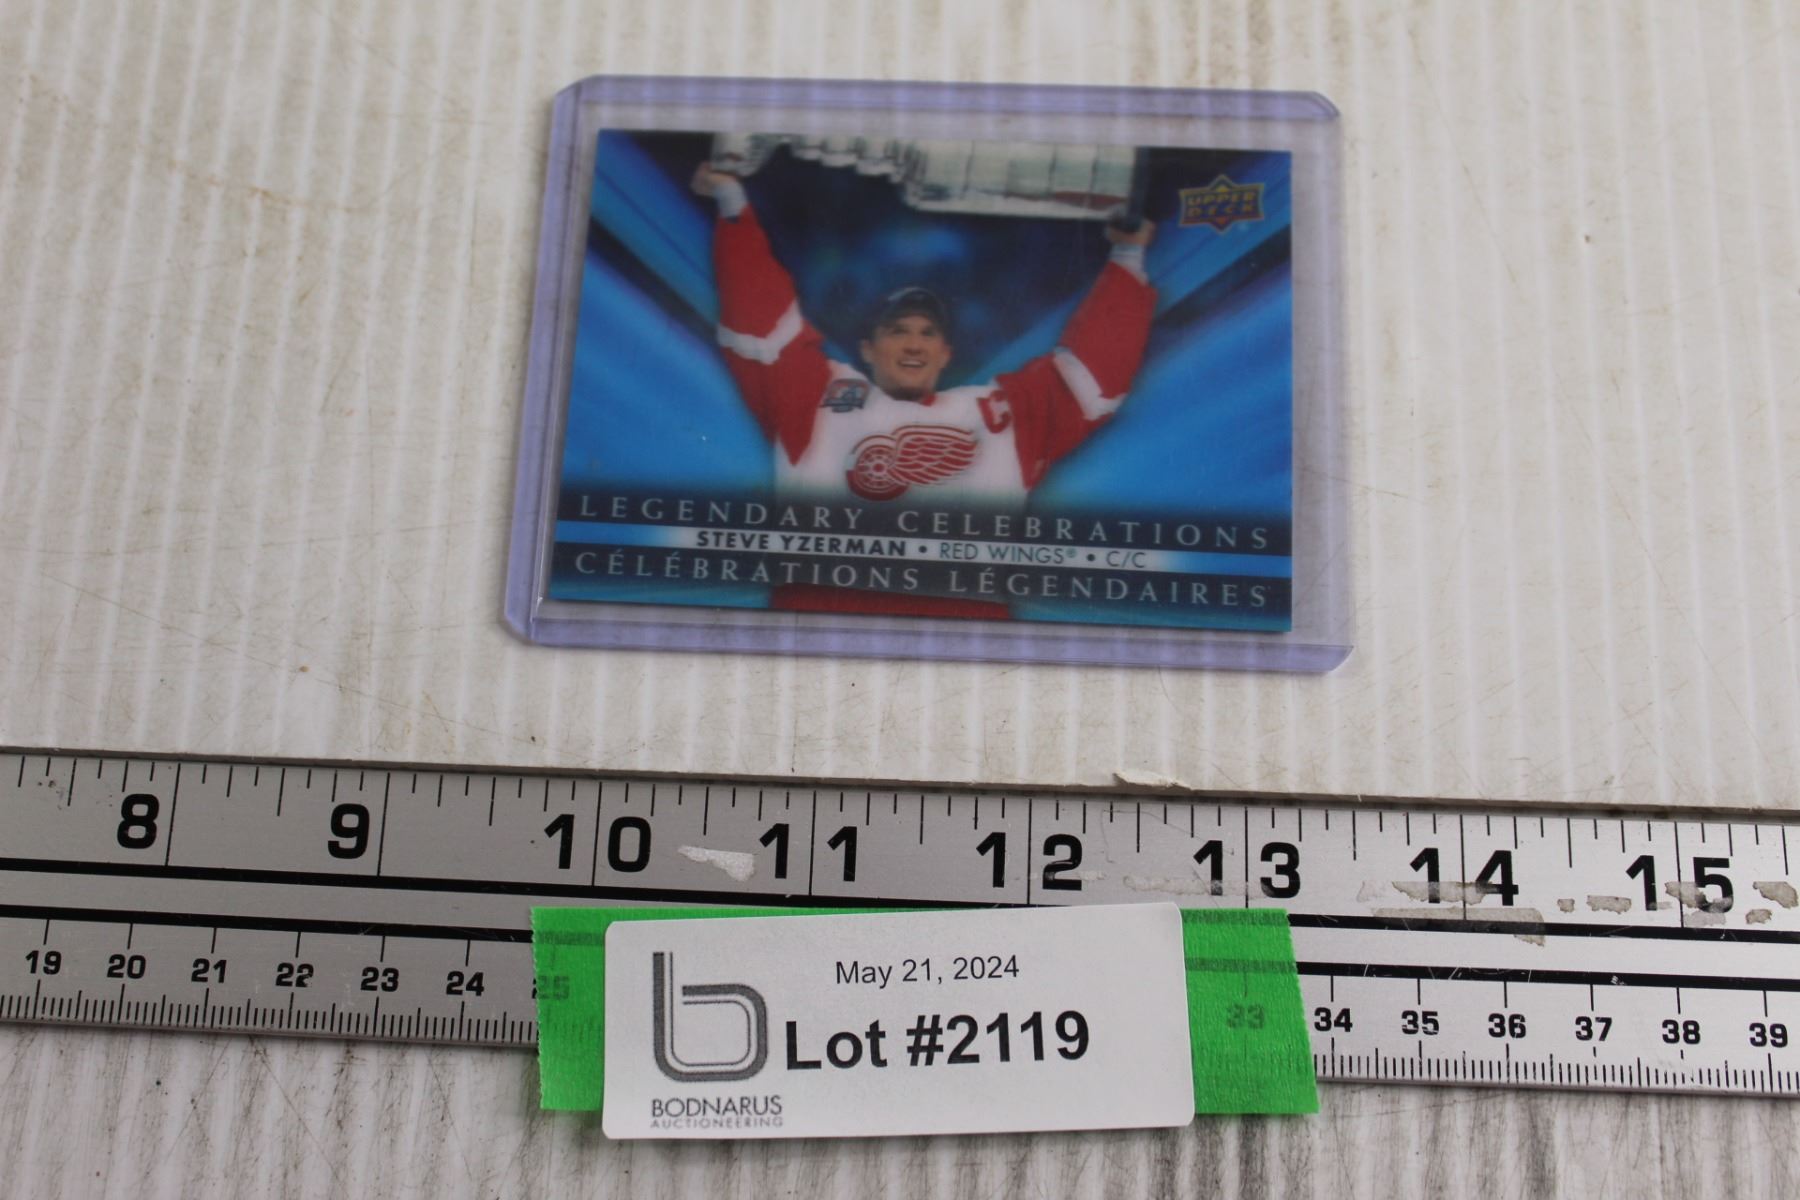 UPPER
DECK
C
LEGENDARY CELEBRATIONS
STEVE YZERMAN • RED WINGS® • C/C
CÉLÉBRATIONS LÉGENDAIRES
8 9 10 11 12 13 14 15
19 20 21 22 23 24 25 33 34 35 36 37 38 39
May 21, 2024
Lot #2119
b
BODNARUS
AUCTIONEERING